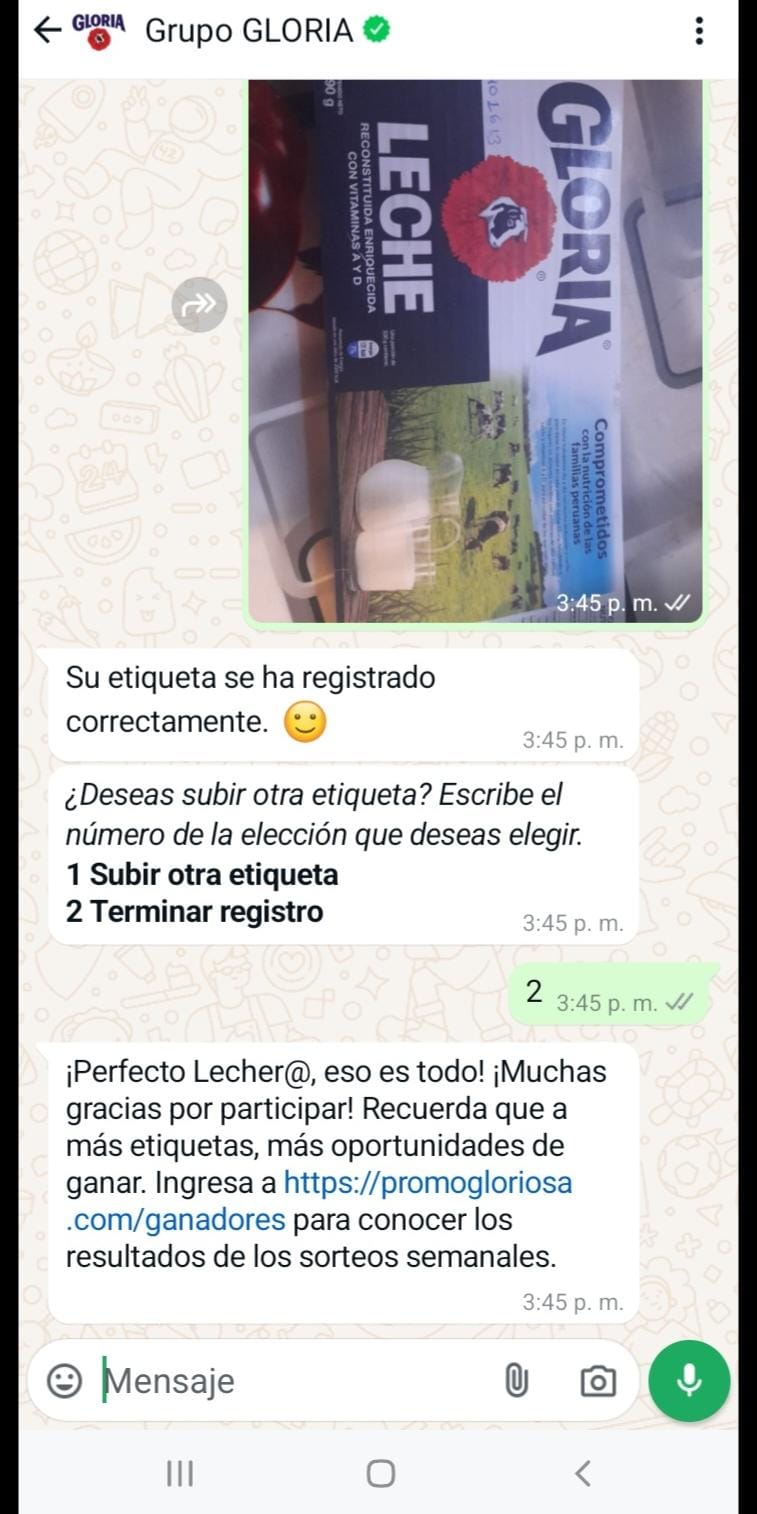 GLORIA
Grupo GLORIA
GLORIA
LECHE
RECONSTITUIDA ENRIQUECIDA
CON VITAMINAS A Y D
90 g
Comprometidos
con la nutrición de las
familias peruanas
3:45 p. m.
Su etiqueta se ha registrado
correctamente. 🙂
3:45 p. m.
¿Deseas subir otra etiqueta? Escribe el
número de la elección que deseas elegir.
1 Subir otra etiqueta
2 Terminar registro
3:45 p. m.
2 3:45 p. m.
¡Perfecto Lecher@, eso es todo! ¡Muchas
gracias por participar! Recuerda que a
más etiquetas, más oportunidades de
ganar. Ingresa a https://promogloriosa
.com/ganadores para conocer los
resultados de los sorteos semanales.
3:45 p. m.
Mensaje